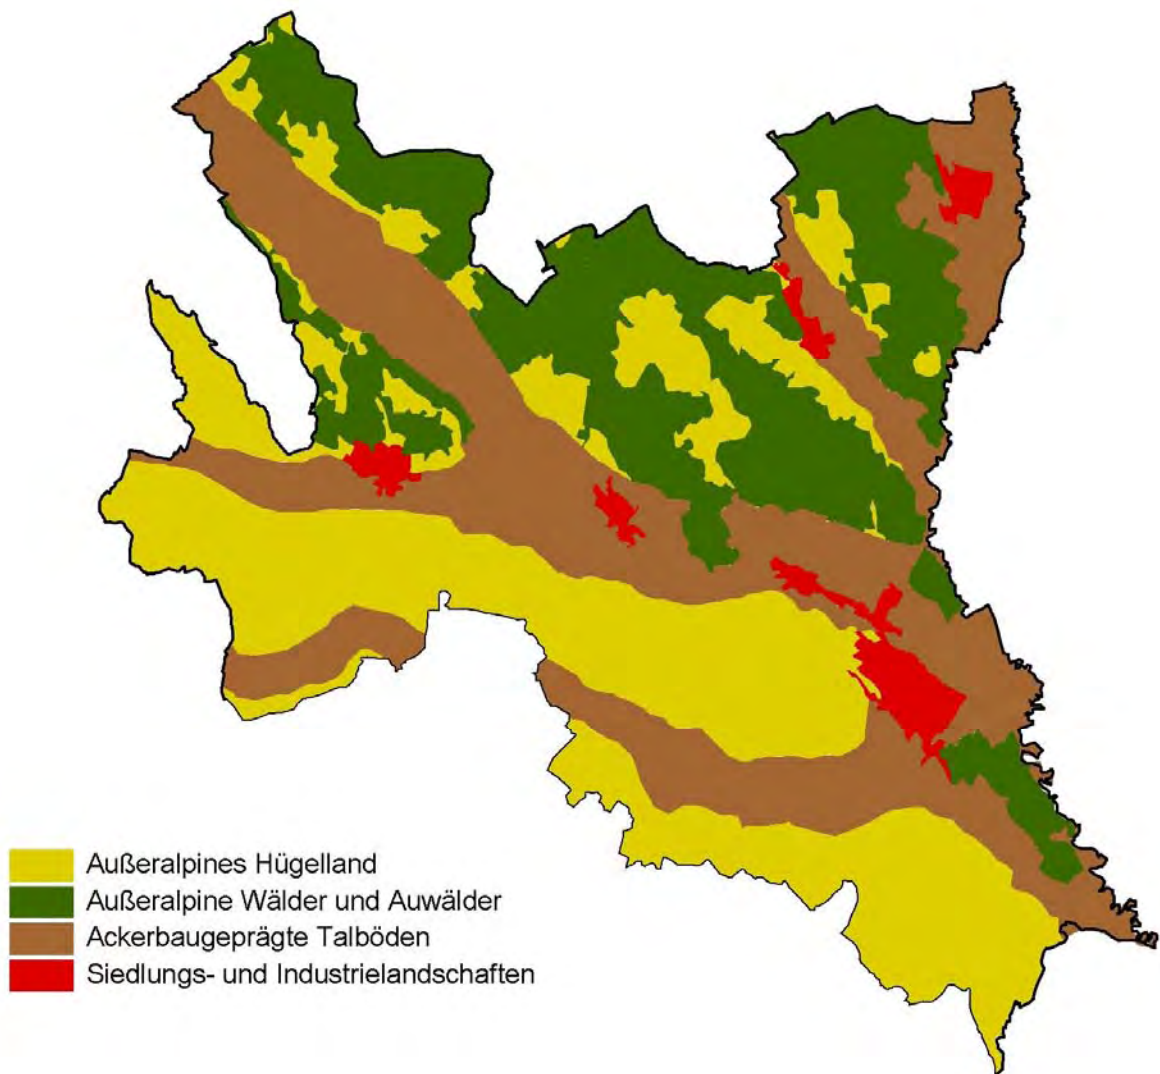 Außeralpines Hügelland
Außeralpine Wälder und Auwälder
Ackerbaugeprägte Talböden
Siedlungs- und Industrielandschaften